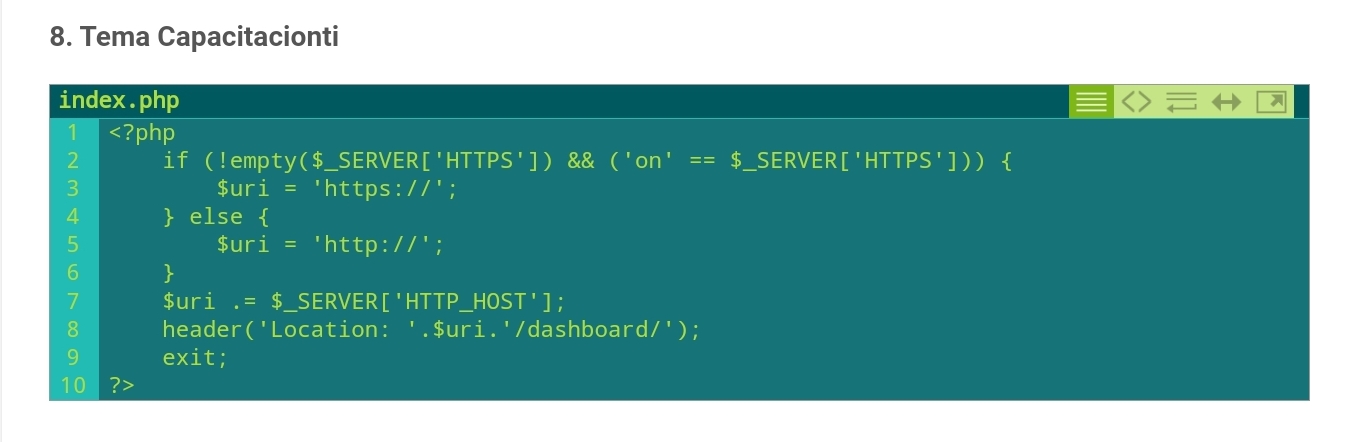 8. Tema Capacitacionti
index.php
1 <?php
2     if (!empty($_SERVER['HTTPS']) && ('on' == $_SERVER['HTTPS'])) {
3         $uri = 'https://';
4     } else {
5         $uri = 'http://';
6     }
7     $uri .= $_SERVER['HTTP_HOST'];
8     header('Location: '.$uri.'/dashboard/');
9     exit;
10 ?>